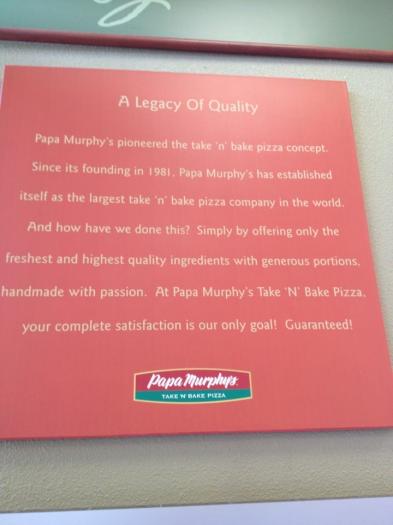 A Legacy Of Quality
Papa Murphy's pioneered the take 'n' bake pizza concept.
Since its founding in 1981, Papa Murphy's has established
itself as the largest take 'n' bake pizza company in the world.
And how have we done this? Simply by offering only the
freshest and highest quality ingredients with generous portions,
handmade with passion. At Papa Murphy's Take 'N' Bake Pizza,
your complete satisfaction is our only goal! Guaranteed!
Papa Murphy's
TAKE 'N' BAKE PIZZA